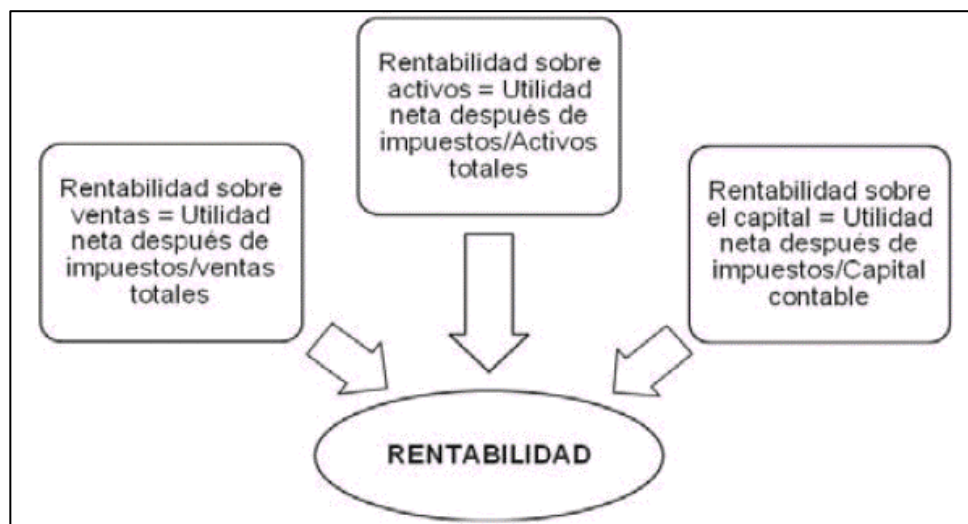 Rentabilidad sobre
ventas = Utilidad
neta después de
impuestos/ventas
totales
Rentabilidad sobre
activos = Utilidad
neta después de
impuestos/Activos
totales
Rentabilidad sobre
el capital = Utilidad
neta después de
impuestos/Capital
contable
RENTABILIDAD